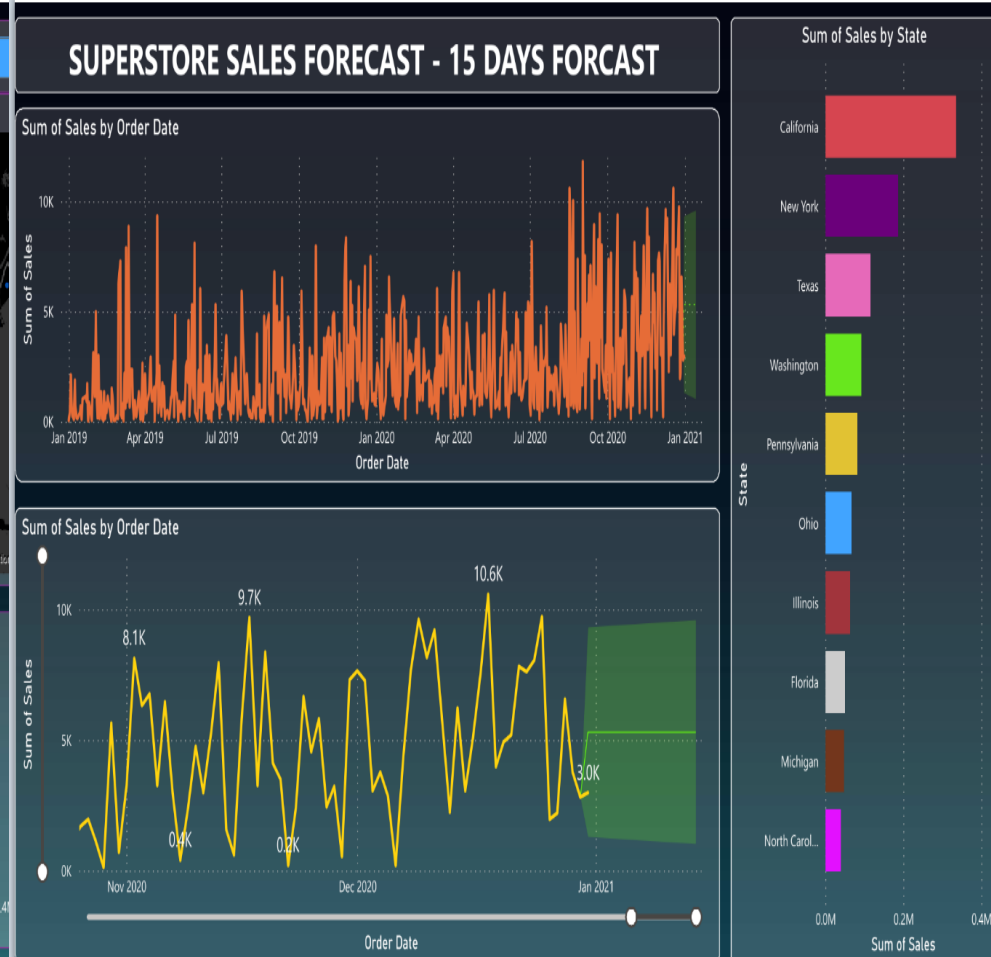 SUPERSTORE SALES FORECAST - 15 DAYS FORCAST
Sum of Sales by Order Date
Sum of Sales
10K
5K
0K
Jan 2019 Apr 2019 Jul 2019 Oct 2019 Jan 2020 Apr 2020 Jul 2020 Oct 2020 Jan 2021
Order Date
Sum of Sales by Order Date
Sum of Sales
10K
5K
0K
8.1K
9.7K
10.6K
0.4K
0.2K
3.0K
Nov 2020 Dec 2020 Jan 2021
Order Date
Sum of Sales by State
State
California
New York
Texas
Washington
Pennsylvania
Ohio
Illinois
Florida
Michigan
North Carol...
0.0M 0.2M 0.4M
Sum of Sales